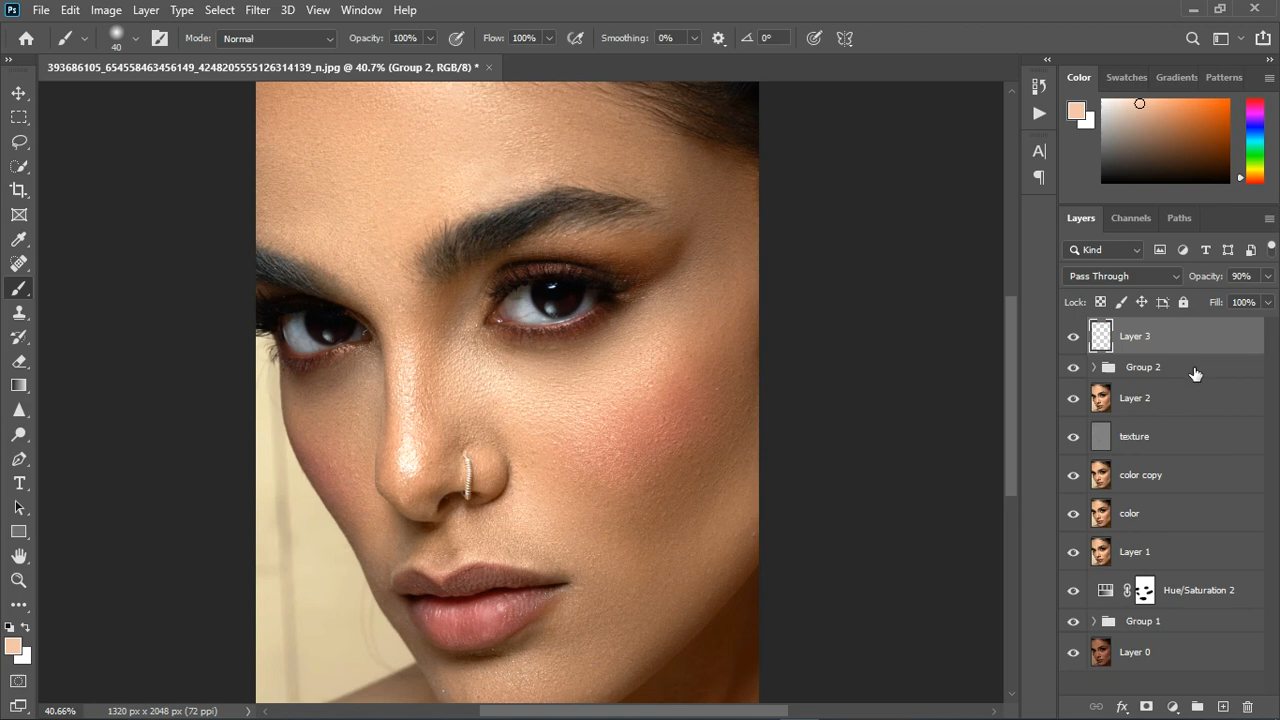 Ps File Edit Image Layer Type Select Filter 3D View Window Help
40 Mode: Normal Opacity: 100% Flow: 100% Smoothing: 0% 0°
393686105_654558463456149_4248205555126314139_n.jpg @ 40.7% (Group 2, RGB/8) *
Color Swatches Gradients Patterns
Layers Channels Paths
Kind
Pass Through Opacity: 90%
Lock: Fill: 100%
Layer 3
Group 2
Layer 2
texture
color copy
color
Layer 1
Hue/Saturation 2
Group 1
Layer 0
40.66% 1320 px x 2048 px (72 ppi)